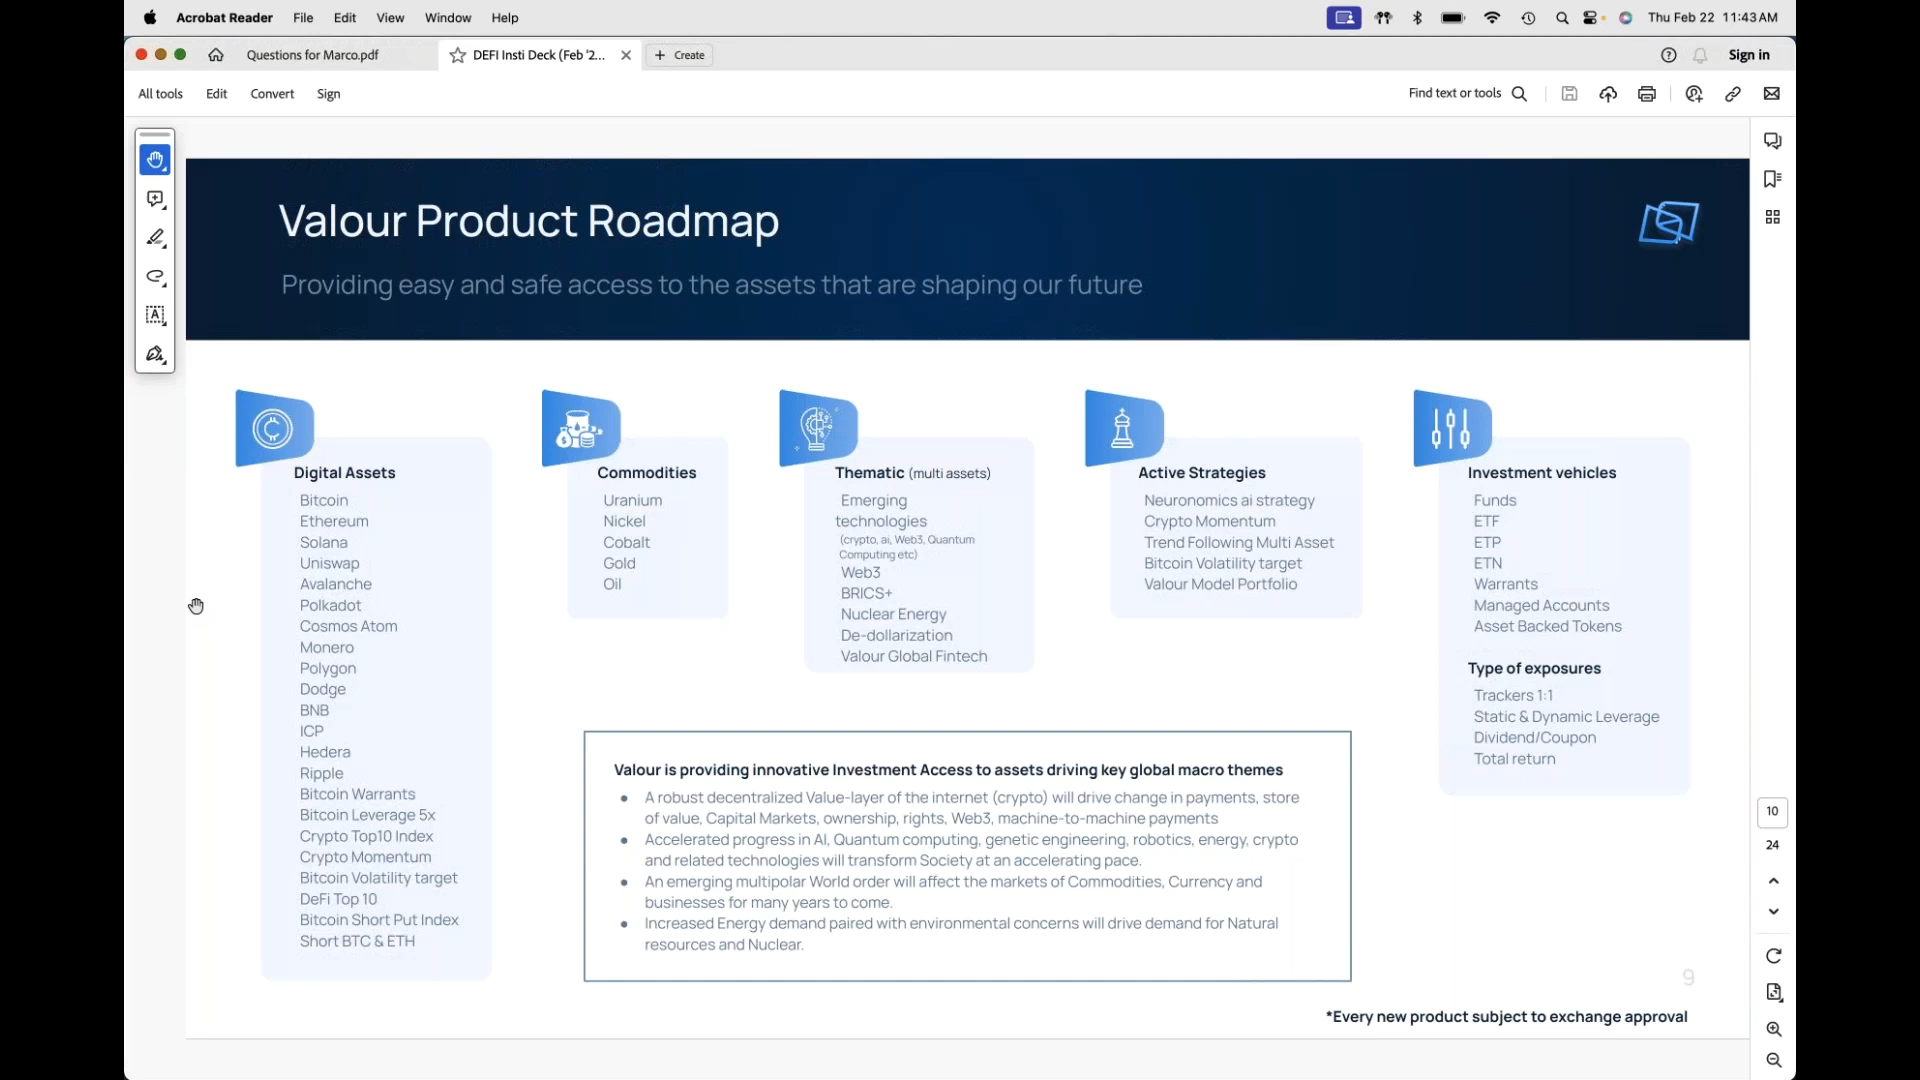 Acrobat Reader File Edit View Window Help Thu Feb 22 11:43 AM
Questions for Marco.pdf DEFI Insti Deck (Feb '2... Create Sign in
All tools Edit Convert Sign Find text or tools
Valour Product Roadmap
Providing easy and safe access to the assets that are shaping our future
Digital Assets
Bitcoin
Ethereum
Solana
Uniswap
Avalanche
Polkadot
Cosmos Atom
Monero
Polygon
Dodge
BNB
ICP
Hedera
Ripple
Bitcoin Warrants
Bitcoin Leverage 5x
Crypto Top10 Index
Crypto Momentum
Bitcoin Volatility target
DeFi Top 10
Bitcoin Short Put Index
Short BTC & ETH
Commodities
Uranium
Nickel
Cobalt
Gold
Oil
Thematic (multi assets)
Emerging
technologies
(crypto, ai, Web3, Quantum
Computing etc)
Web3
BRICS+
Nuclear Energy
De-dollarization
Valour Global Fintech
Active Strategies
Neuronomics ai strategy
Crypto Momentum
Trend Following Multi Asset
Bitcoin Volatility target
Valour Model Portfolio
Investment vehicles
Funds
ETF
ETP
ETN
Warrants
Managed Accounts
Asset Backed Tokens
Type of exposures
Trackers 1:1
Static & Dynamic Leverage
Dividend/Coupon
Total return
Valour is providing innovative Investment Access to assets driving key global macro themes
● A robust decentralized Value-layer of the internet (crypto) will drive change in payments, store
of value, Capital Markets, ownership, rights, Web3, machine-to-machine payments
● Accelerated progress in AI, Quantum computing, genetic engineering, robotics, energy, crypto
and related technologies will transform Society at an accelerating pace.
● An emerging multipolar World order will affect the markets of Commodities, Currency and
businesses for many years to come.
● Increased Energy demand paired with environmental concerns will drive demand for Natural
resources and Nuclear.
9
*Every new product subject to exchange approval
10
24